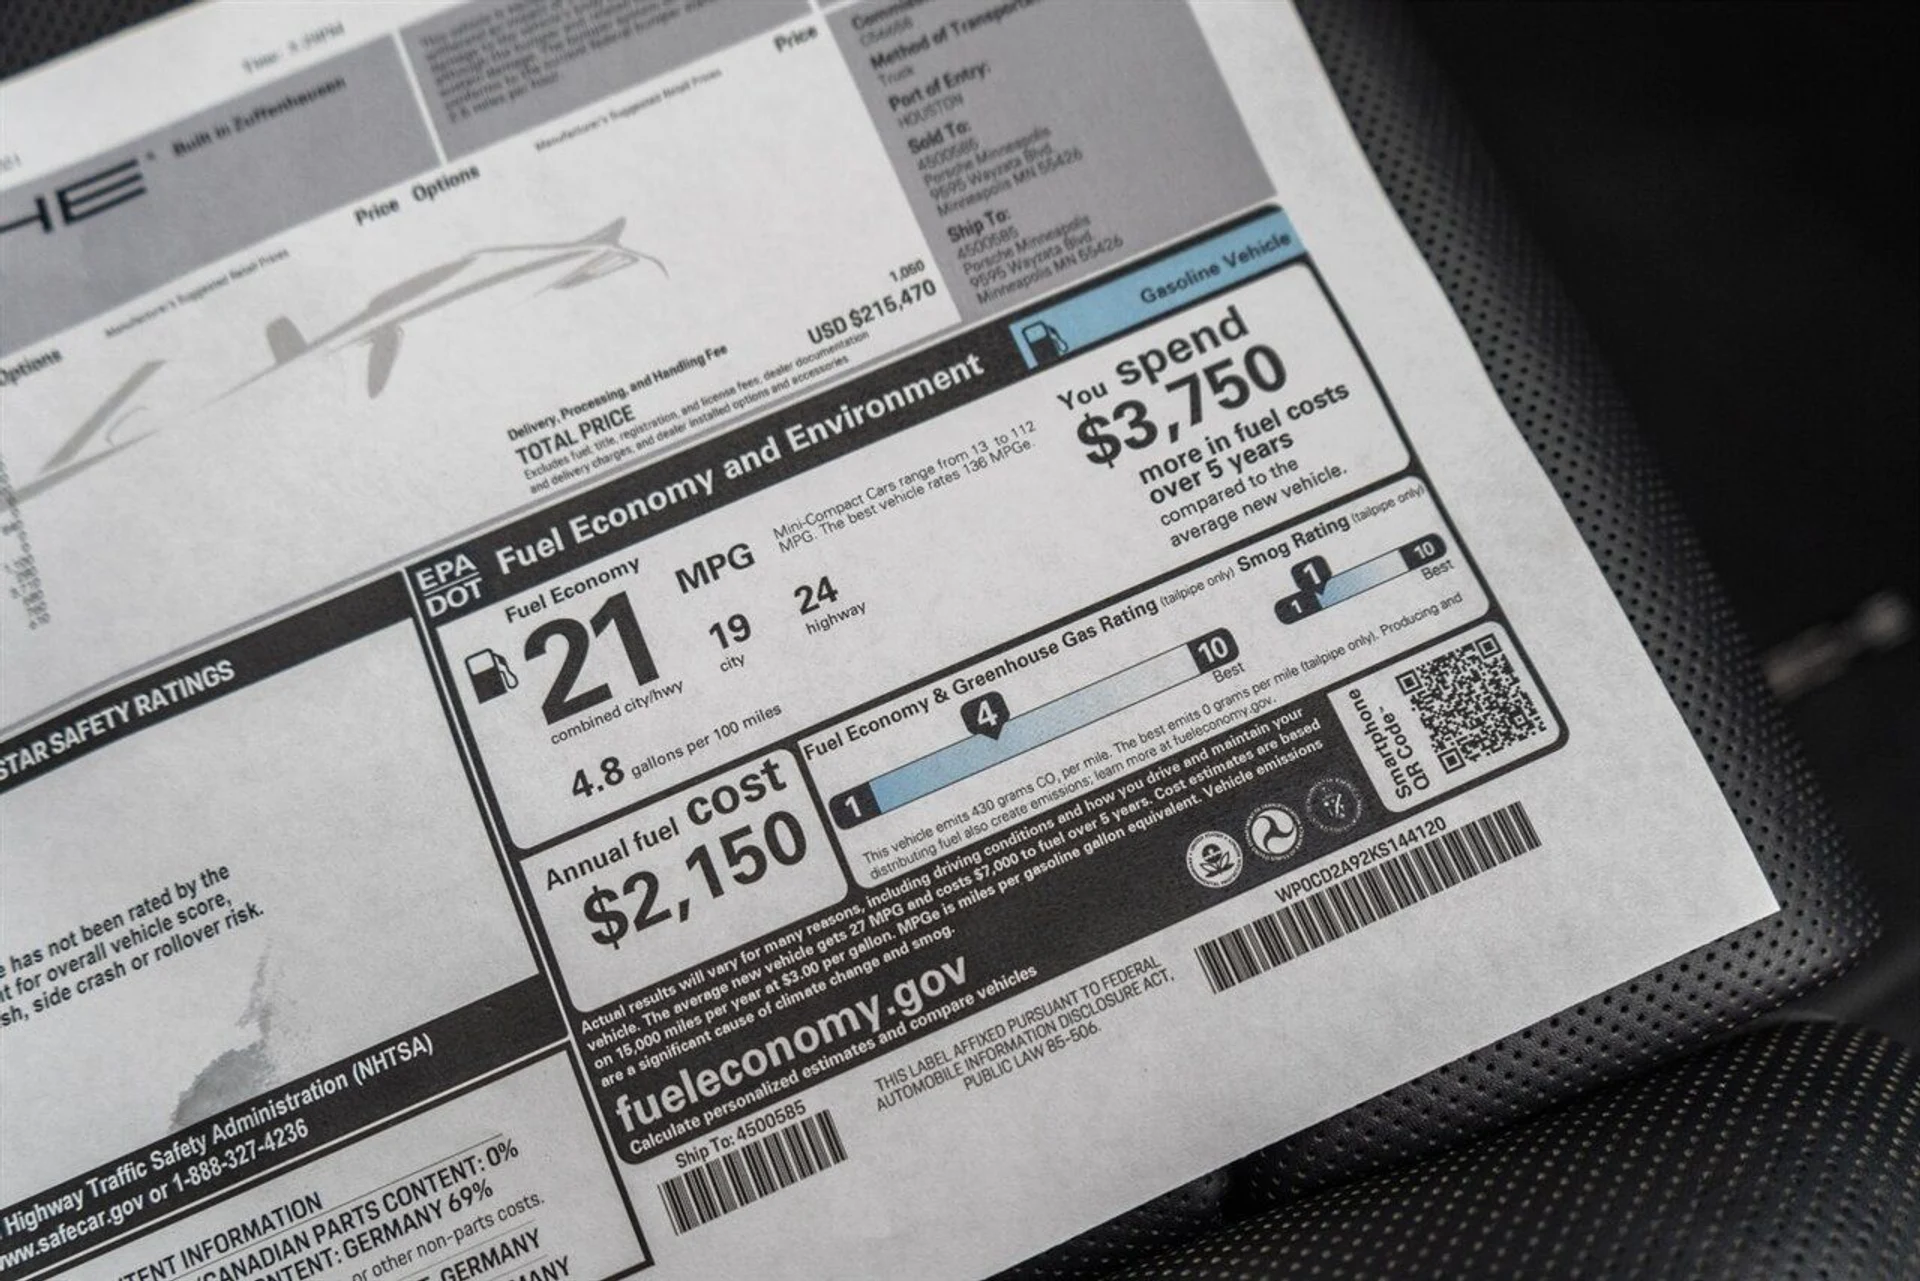 Built in Zuffenhausen
HE
Manufacturer's Suggested Retail Prices
Price
Options
Manufacturer's Suggested Retail Prices
Price
Options
Method of Transportat
Truck
Port of Entry:
HOUSTON
Sold To:
4500585
Porsche Minneapolis
9595 Wayzata Blvd.
Minneapolis MN 55426
Ship To:
4500585
Porsche Minneapolis
9595 Wayzata Blvd.
Minneapolis MN 55426
Delivery, Processing, and Handling Fee
1,050
TOTAL PRICE
USD $215,470
Excludes fuel, title, registration, and license fees, dealer documentation
and delivery charges, and dealer installed options and accessories
EPA
DOT
Fuel Economy and Environment
Gasoline Vehicle
Fuel Economy
21
MPG
combined city/hwy
19
city
24
highway
4.8 gallons per 100 miles
Mini-Compact Cars range from 13 to 112
MPG. The best vehicle rates 136 MPGe.
You spend
$3,750
more in fuel costs
over 5 years
compared to the
average new vehicle.
Annual fuel cost
$2,150
Fuel Economy & Greenhouse Gas Rating (tailpipe only)
1
4
10
Best
Smog Rating (tailpipe only)
1
1
10
Best
This vehicle emits 430 grams CO, per mile. The best emits 0 grams per mile (tailpipe only). Producing and
distributing fuel also create emissions; learn more at fueleconomy.gov.
Actual results will vary for many reasons, including driving conditions and how you drive and maintain your
vehicle. The average new vehicle gets 27 MPG and costs $7,000 to fuel over 5 years. Cost estimates are based
on 15,000 miles per year at $3.00 per gallon. MPGe is miles per gasoline gallon equivalent. Vehicle emissions
are a significant cause of climate change and smog.
fueleconomy.gov
Calculate personalized estimates and compare vehicles
Smartphone
QR Code™
WP0CD2A92KS144120
Ship To: 4500585
THIS LABEL AFFIXED PURSUANT TO FEDERAL
AUTOMOBILE INFORMATION DISCLOSURE ACT,
PUBLIC LAW 85-506.
STAR SAFETY RATINGS
e has not been rated by the
t for overall vehicle score,
sh, side crash or rollover risk.
Highway Traffic Safety Administration (NHTSA)
www.safecar.gov or 1-888-327-4236
TENT INFORMATION
/CANADIAN PARTS CONTENT: 0%
ONTENT: GERMANY 69%
or other non-parts costs.
GERMANY
MANY